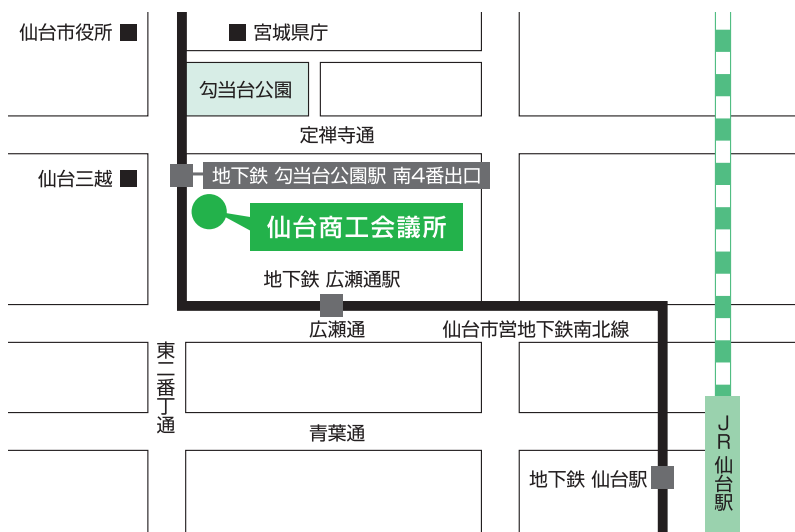 仙台市役所
宮城県庁
勾当台公園
定禅寺通
仙台三越
地下鉄 勾当台公園駅 南4番出口
仙台商工会議所
地下鉄 広瀬通駅
広瀬通
仙台市営地下鉄南北線
東二番丁通
青葉通
JR仙台駅
地下鉄 仙台駅